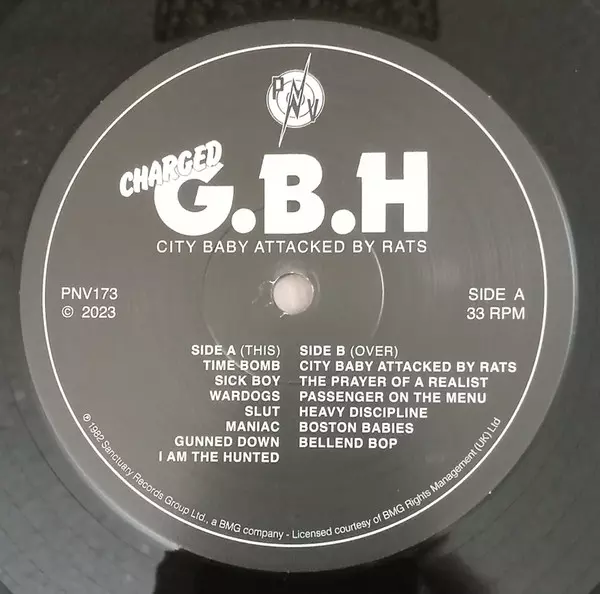 PNV
CHARGED
G.B.H
CITY BABY ATTACKED BY RATS
PNV173
© 2023
SIDE A
33 RPM
SIDE A (THIS)
TIME BOMB
SICK BOY
WARDOGS
SLUT
MANIAC
GUNNED DOWN
I AM THE HUNTED
SIDE B (OVER)
CITY BABY ATTACKED BY RATS
THE PRAYER OF A REALIST
PASSENGER ON THE MENU
HEAVY DISCIPLINE
BOSTON BABIES
BELLEND BOP
℗ 1982 Sanctuary Records Group Ltd., a BMG company - Licensed courtesy of BMG Rights Management (UK) Ltd